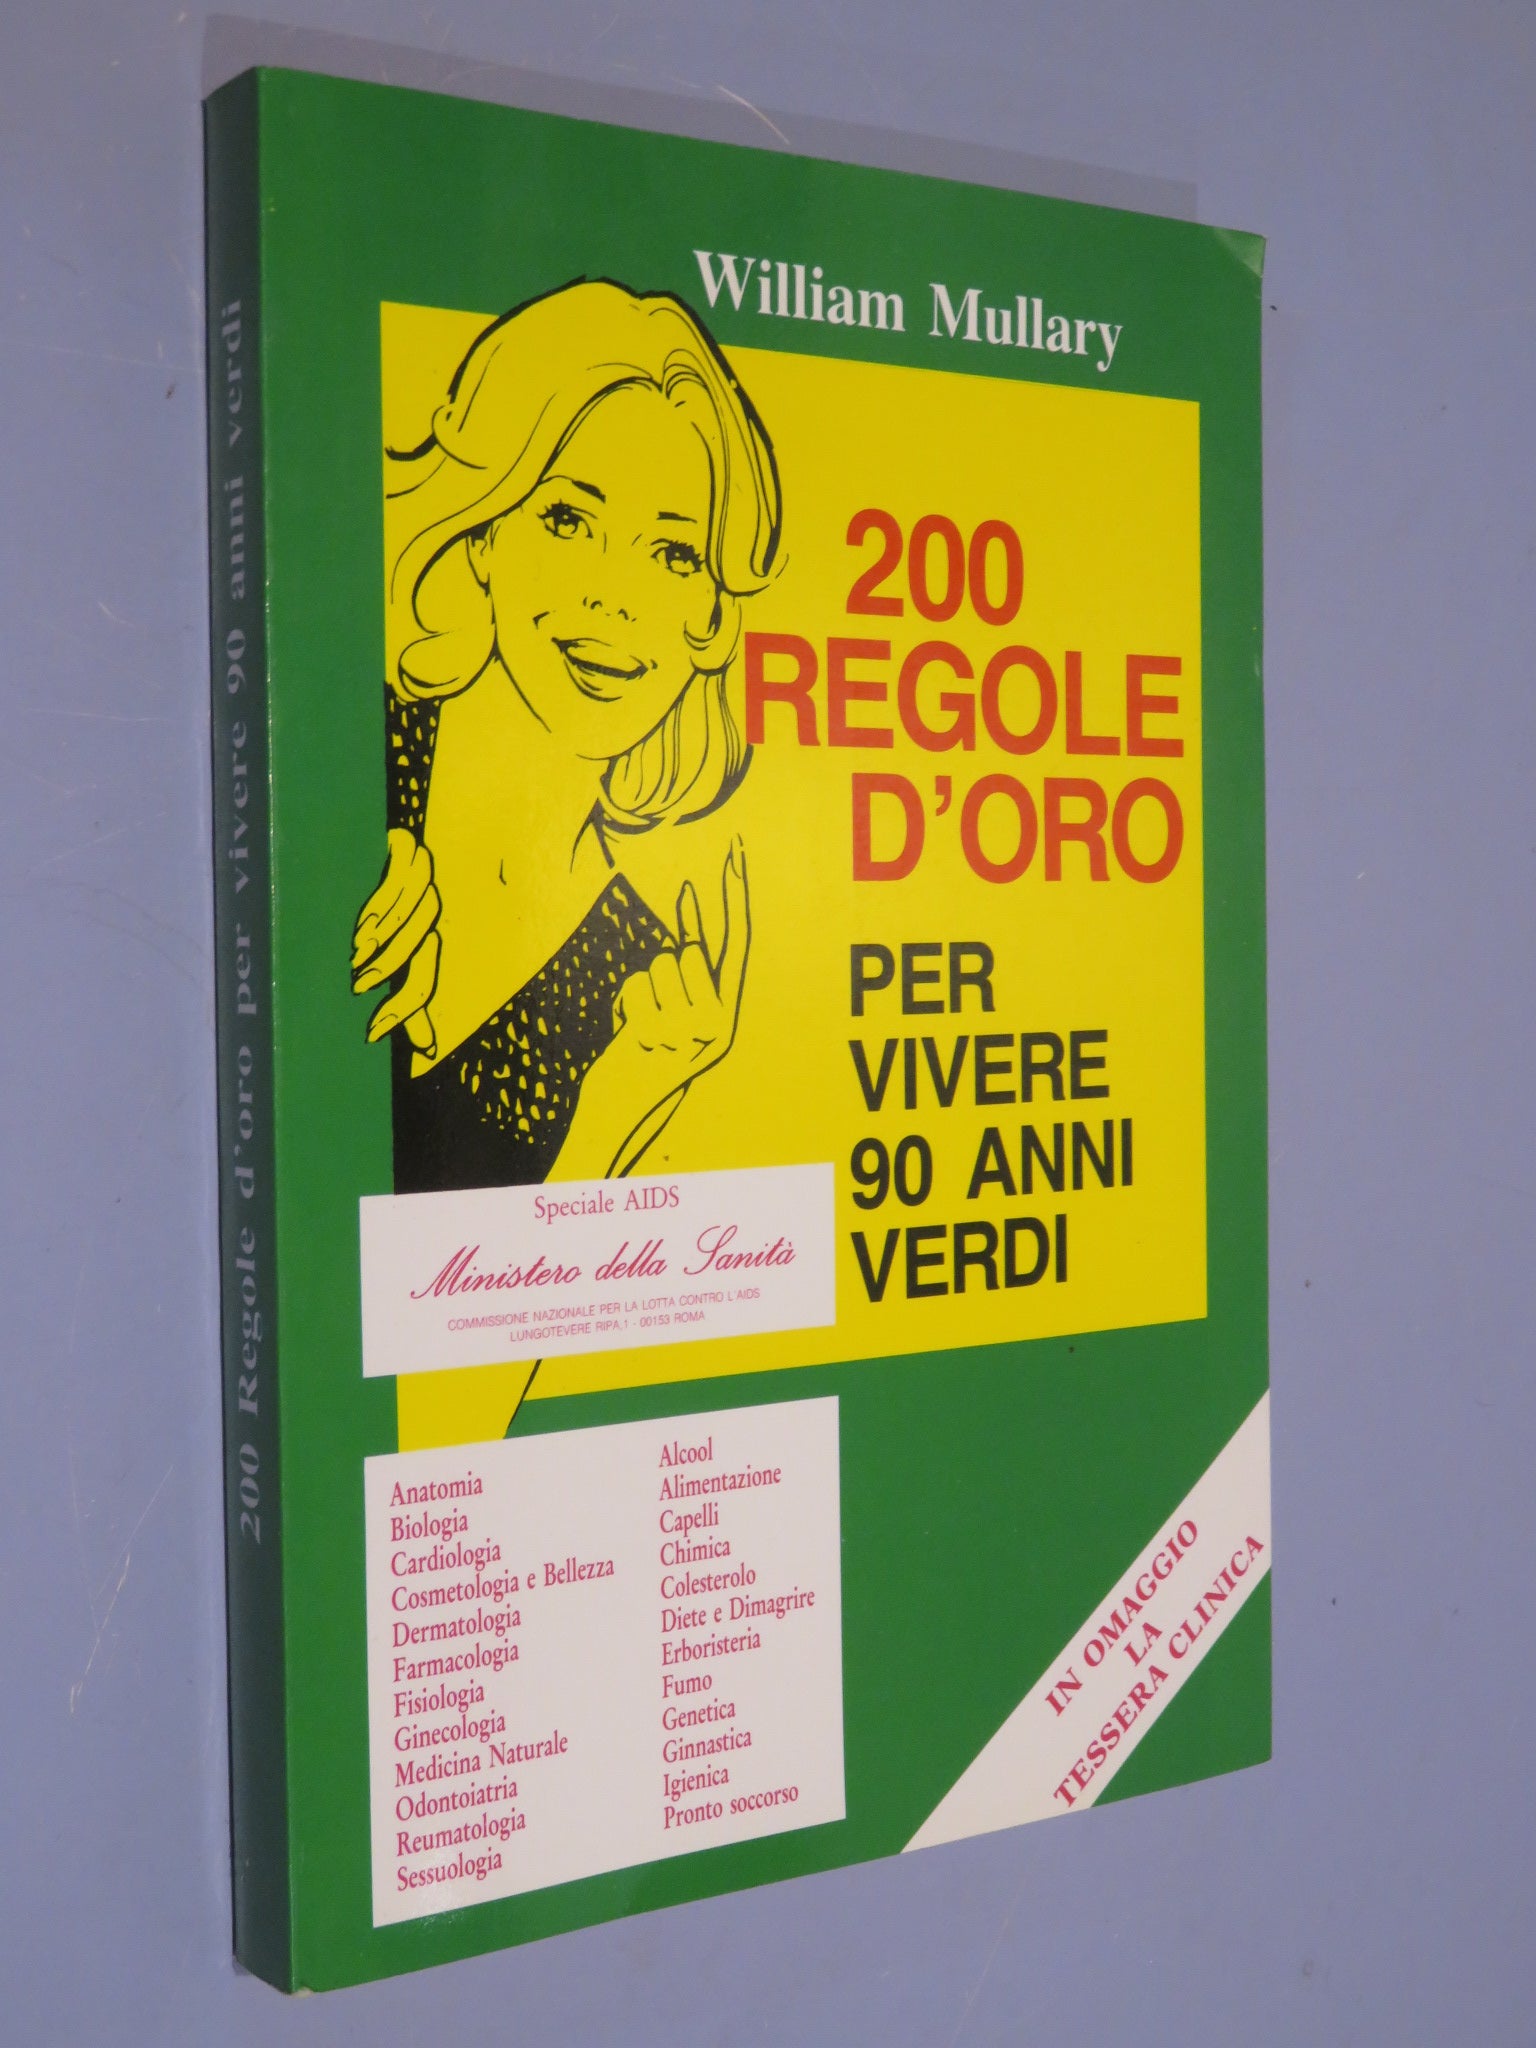 William Mullary
200
REGOLE
D'ORO
PER
VIVERE
90 ANNI
VERDI
Speciale AIDS
Ministero della Sanità
COMMISSIONE NAZIONALE PER LA LOTTA CONTRO L'AIDS
LUNGOTEVERE RIPA,1 - 00153 ROMA
Anatomia
Biologia
Cardiologia
Cosmetologia e Bellezza
Dermatologia
Farmacologia
Fisiologia
Ginecologia
Medicina Naturale
Odontoiatria
Reumatologia
Sessuologia
Alcool
Alimentazione
Capelli
Chimica
Colesterolo
Diete e Dimagrire
Erboristeria
Fumo
Genetica
Ginnastica
Igienica
Pronto soccorso
IN OMAGGIO
LA
TESSERA CLINICA
200 Regole d'oro per vivere 90 anni verdi